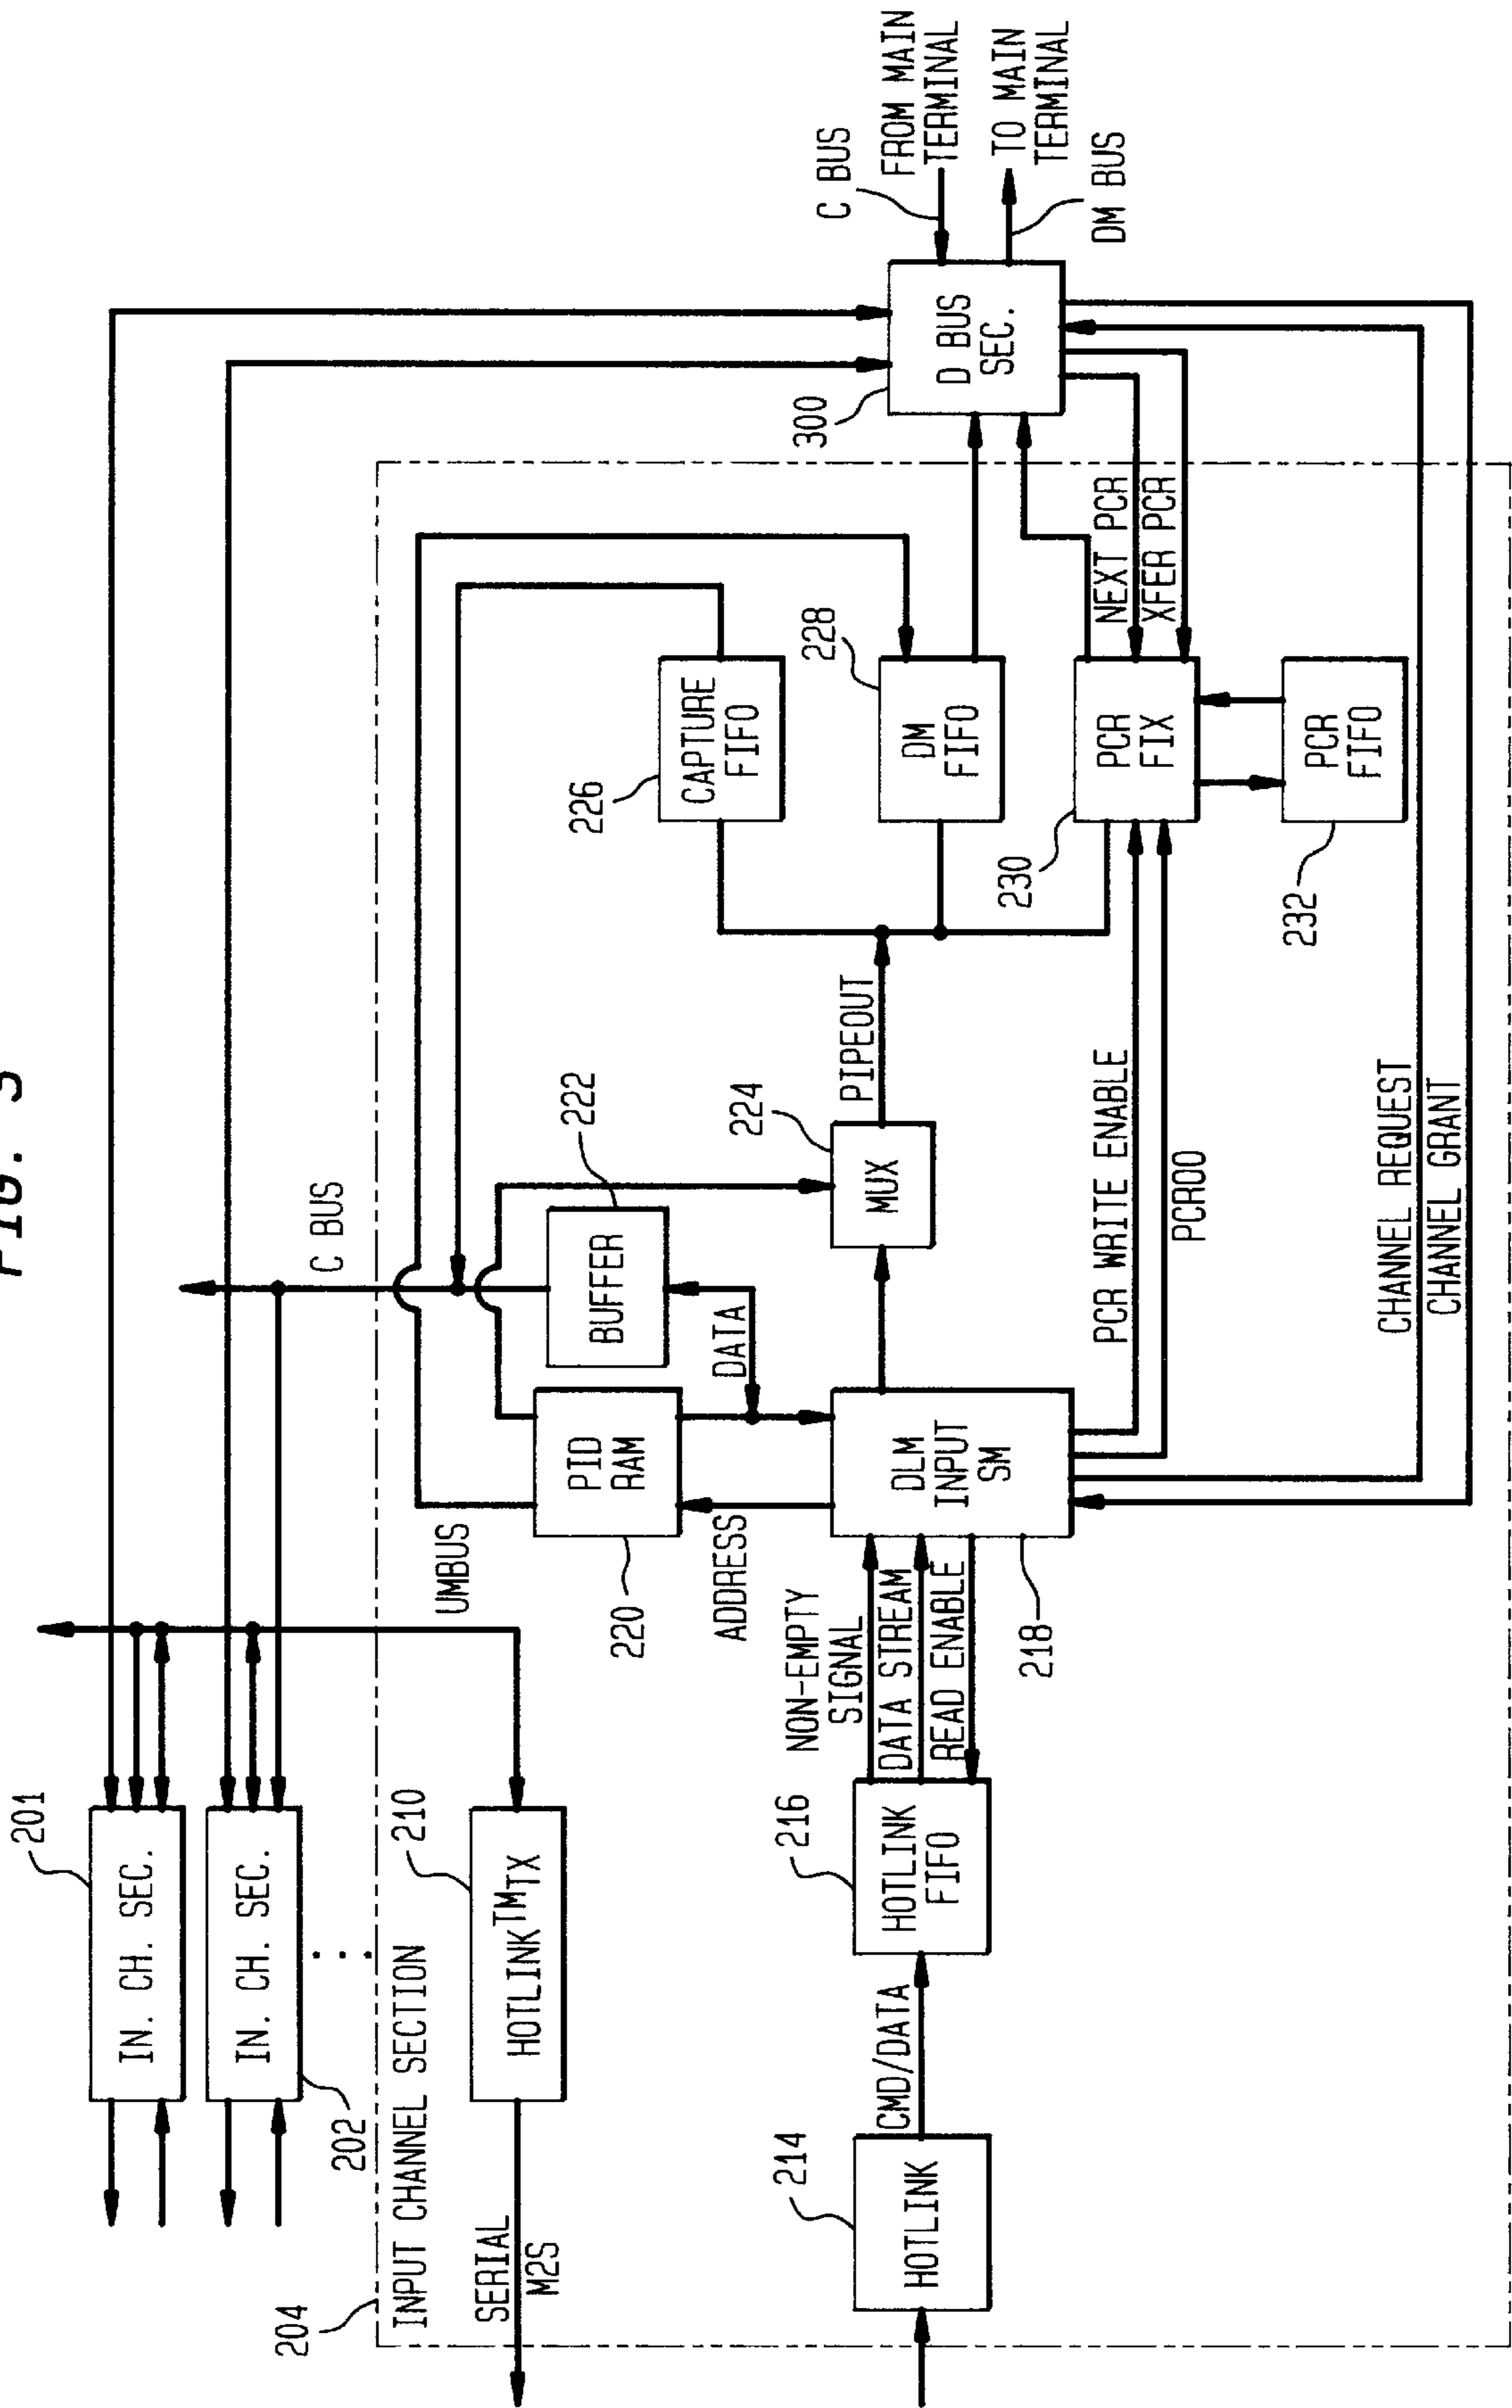 FIG. 3
201
IN. CH. SEC.
IN. CH. SEC.
202
204
INPUT CHANNEL SECTION
SERIAL
M2S
210
HOTLINK™TX
UMBUS
C BUS
C BUS
FROM MAIN
TERMINAL
TO MAIN
TERMINAL
DM BUS
300
D BUS
SEC.
214
HOTLINK
CMD/DATA
216
HOTLINK
FIFO
NON-EMPTY
SIGNAL
DATA STREAM
READ ENABLE
218
DLM
INPUT
SM
ADDRESS
220
PID
RAM
DATA
222
BUFFER
224
MUX
PIPEOUT
226
CAPTURE
FIFO
228
DM
FIFO
230
PCR
FIX
NEXT PCR
XFER PCR
232
PCR
FIFO
PCR WRITE ENABLE
PCR00
CHANNEL REQUEST
CHANNEL GRANT